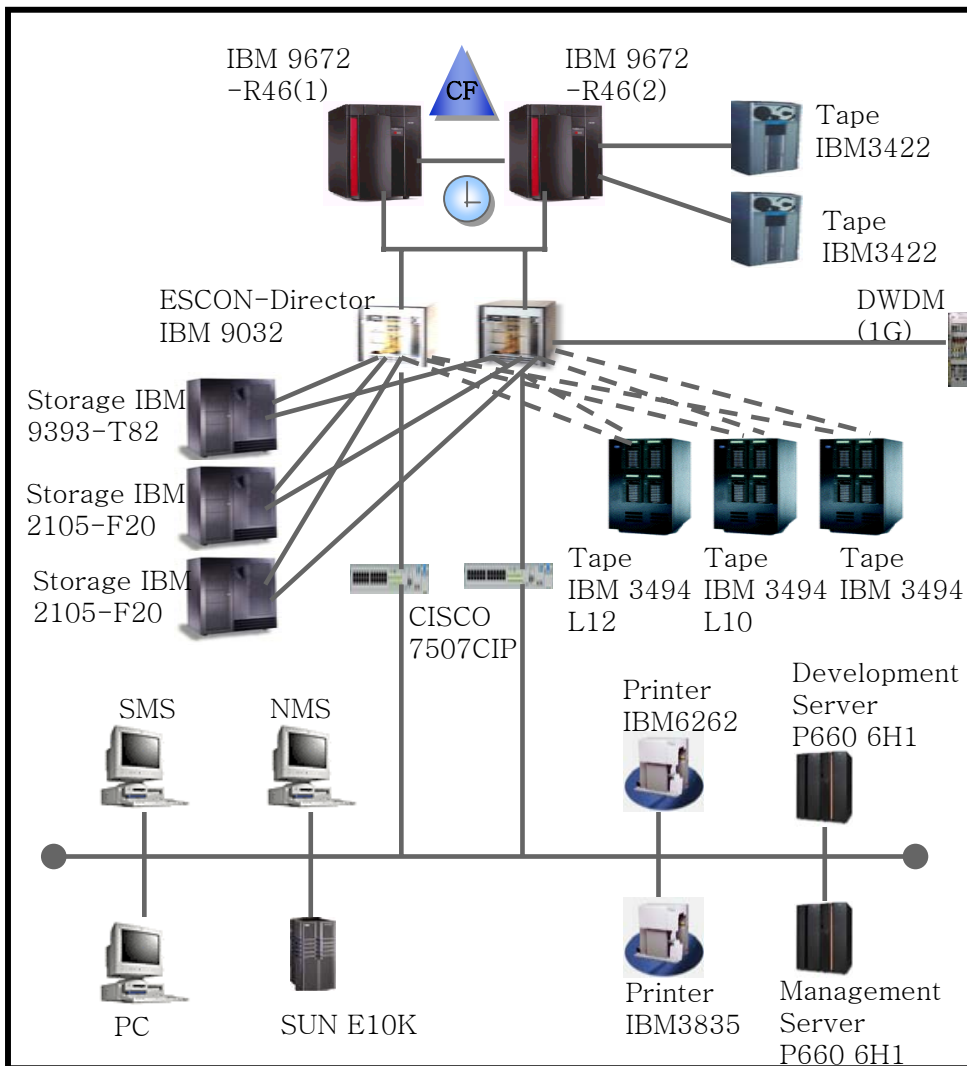 IBM 9672
-R46(1)
CF
IBM 9672
-R46(2)
Tape
IBM3422
Tape
IBM3422
ESCON-Director
IBM 9032
DWDM
(1G)
Storage IBM
9393-T82
Storage IBM
2105-F20
Storage IBM
2105-F20
Tape
IBM 3494
L12
Tape
IBM 3494
L10
Tape
IBM 3494
CISCO
7507CIP
SMS
NMS
Printer
IBM6262
Development
Server
P660 6H1
PC
SUN E10K
Printer
IBM3835
Management
Server
P660 6H1